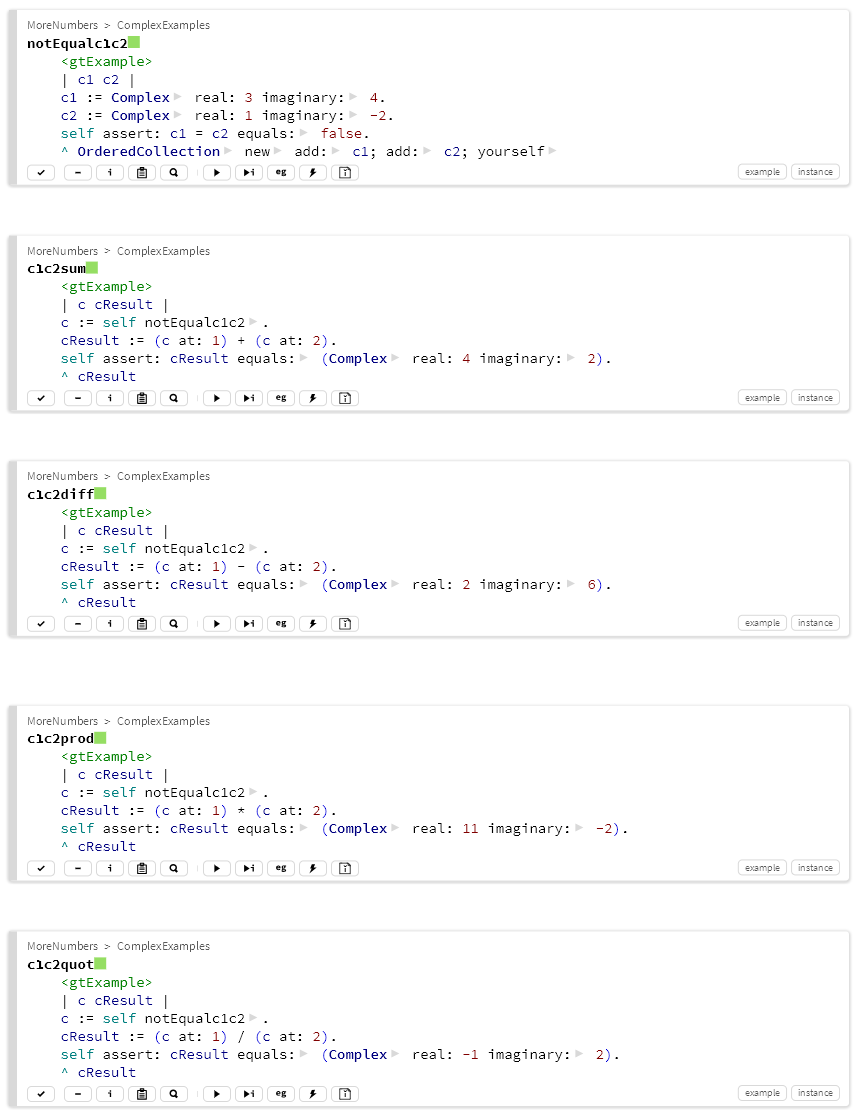 MoreNumbers > ComplexExamples
notEqualc1c2
<gtExample>
| c1 c2 |
c1 := Complex real: 3 imaginary: 4.
c2 := Complex real: 1 imaginary: -2.
self assert: c1 = c2 equals: false.
^ OrderedCollection new add: c1; add: c2; yourself
i i eg i example instance
MoreNumbers > ComplexExamples
c1c2sum
<gtExample>
| c cResult |
c := self notEqualc1c2 .
cResult := (c at: 1) + (c at: 2).
self assert: cResult equals: (Complex real: 4 imaginary: 2).
^ cResult
i i eg i example instance
MoreNumbers > ComplexExamples
c1c2diff
<gtExample>
| c cResult |
c := self notEqualc1c2 .
cResult := (c at: 1) - (c at: 2).
self assert: cResult equals: (Complex real: 2 imaginary: 6).
^ cResult
i i eg i example instance
MoreNumbers > ComplexExamples
c1c2prod
<gtExample>
| c cResult |
c := self notEqualc1c2 .
cResult := (c at: 1) * (c at: 2).
self assert: cResult equals: (Complex real: 11 imaginary: -2).
^ cResult
i i eg i example instance
MoreNumbers > ComplexExamples
c1c2quot
<gtExample>
| c cResult |
c := self notEqualc1c2 .
cResult := (c at: 1) / (c at: 2).
self assert: cResult equals: (Complex real: -1 imaginary: 2).
^ cResult
i i eg i example instance